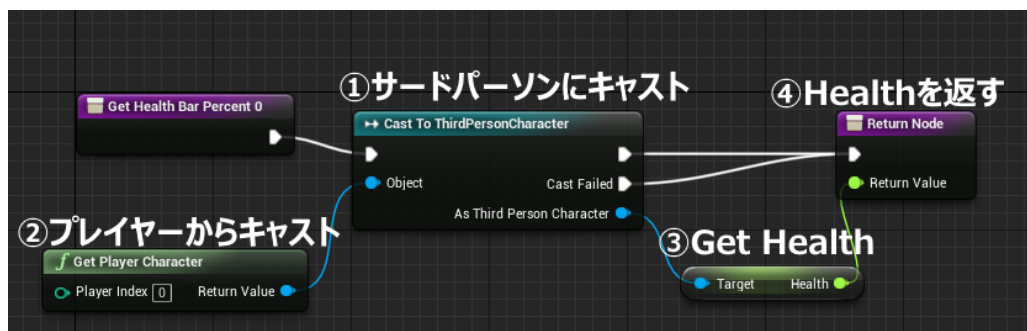 ①サードパーソンにキャスト
④Healthを返す
Get Health Bar Percent 0
Cast To ThirdPersonCharacter
Return Node
Object
Cast Failed
Return Value
As Third Person Character
②プレイヤーからキャスト
③Get Health
f Get Player Character
Player Index 0 Return Value
Target Health